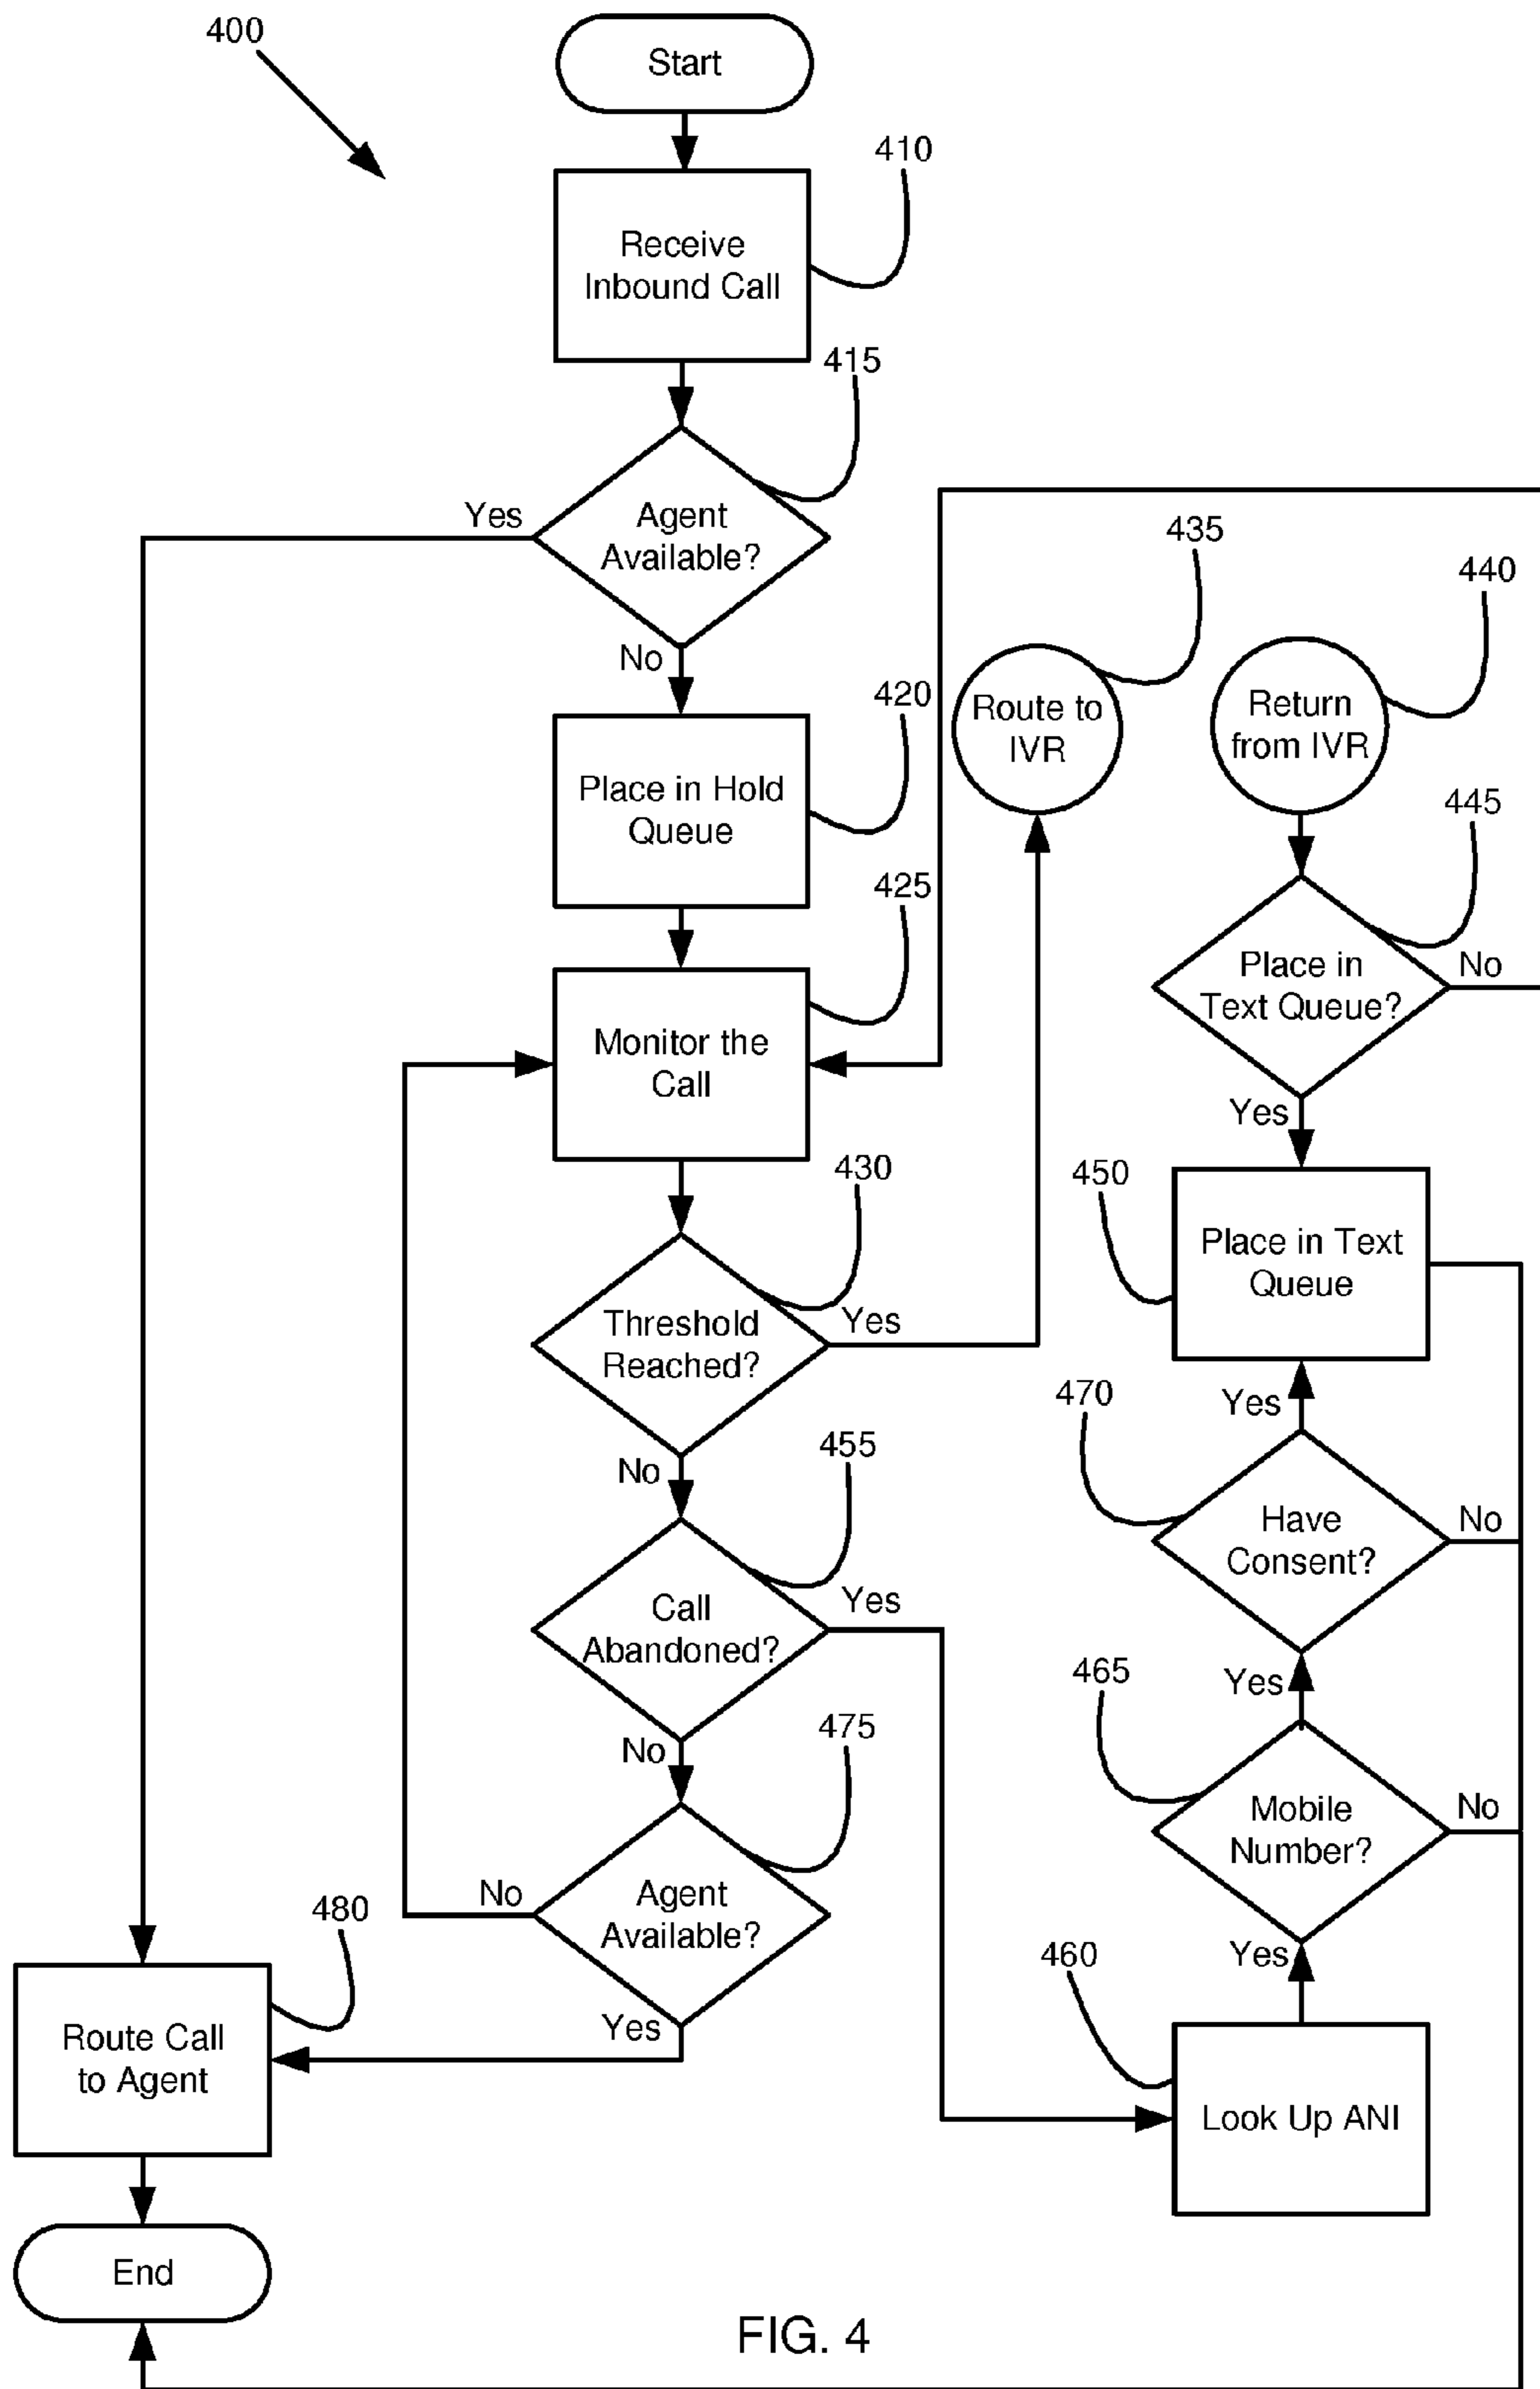 400
Start
410
Receive
Inbound Call
415
Yes
Agent
Available?
No
435
440
Route to
IVR
Return
from IVR
420
Place in Hold
Queue
445
425
Place in
Text Queue?
No
Monitor the
Call
Yes
430
450
Place in Text
Queue
Threshold
Reached?
Yes
470
Yes
No
455
Have
Consent?
No
Call
Abandoned?
Yes
465
Yes
No
475
Mobile
Number?
No
480
No
Agent
Available?
460
Yes
Yes
Route Call
to Agent
Look Up ANI
End
FIG. 4